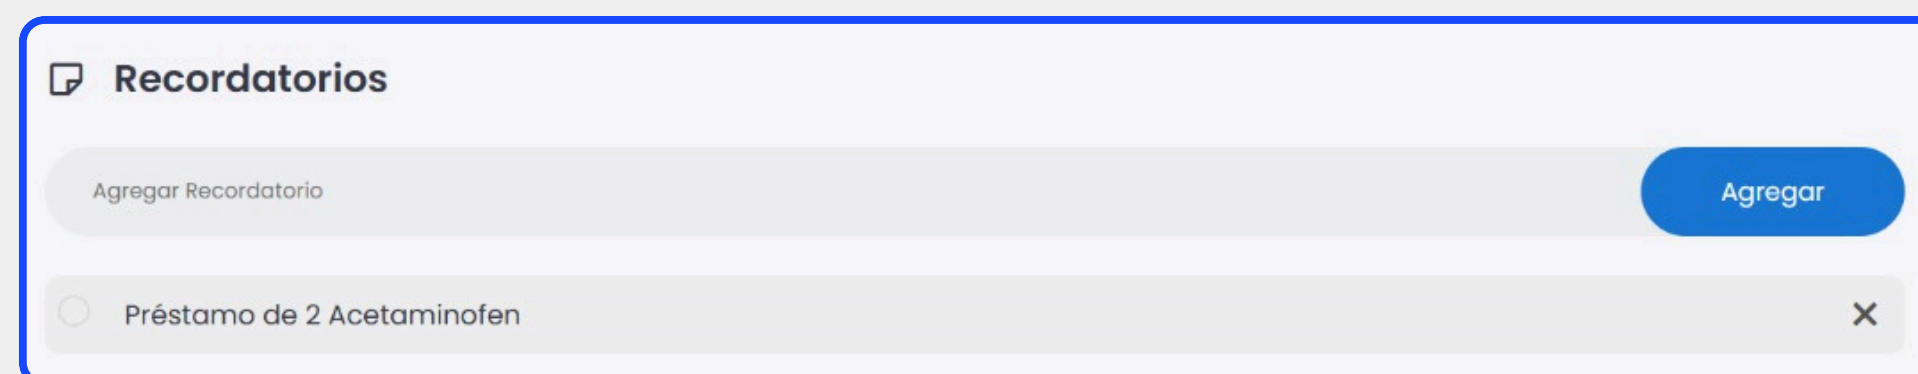 Recordatorios
Agregar Recordatorio
Agregar
Préstamo de 2 Acetaminofen